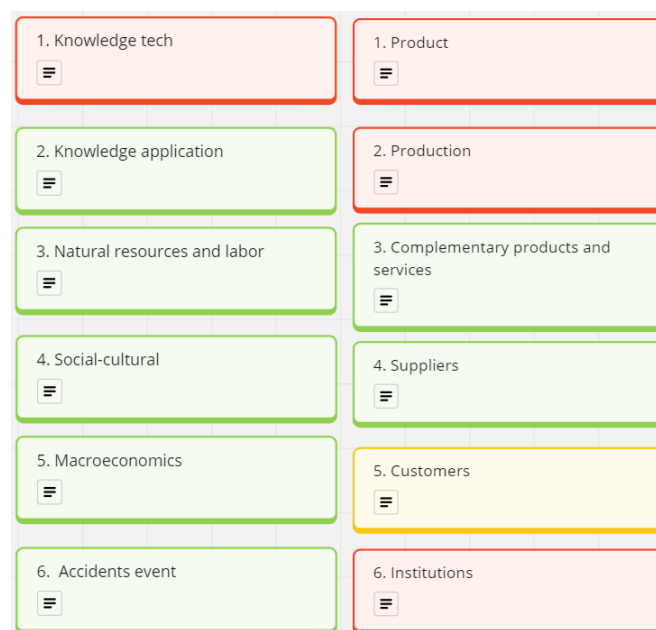 1. Knowledge tech
2. Knowledge application
3. Natural resources and labor
4. Social-cultural
5. Macroeconomics
6. Accidents event
1. Product
2. Production
3. Complementary products and
services
4. Suppliers
5. Customers
6. Institutions